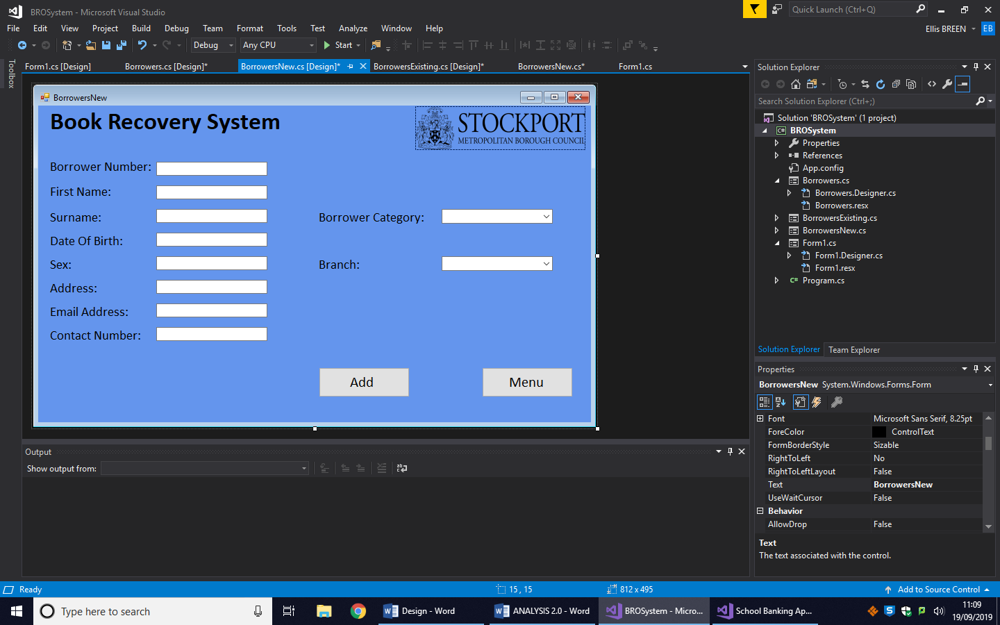 BROSystem - Microsoft Visual Studio
Quick Launch (Ctrl+Q)
File Edit View Project Build Debug Team Format Tools Test Analyze Window Help
Ellis BREEN EB
Debug Any CPU Start
Toolbox
Form1.cs [Design] Borrowers.cs [Design]* BorrowersNew.cs [Design]* BorrowersExisting.cs [Design]* BorrowersNew.cs* Form1.cs
BorrowersNew
Book Recovery System
STOCKPORT
METROPOLITAN BOROUGH COUNCIL
Borrower Number:
First Name:
Surname:
Borrower Category:
Date Of Birth:
Sex:
Branch:
Address:
Email Address:
Contact Number:
Add Menu
Output
Show output from:
Solution Explorer
Search Solution Explorer (Ctrl+;)
Solution 'BROSystem' (1 project)
C# BROSystem
Properties
References
App.config
Borrowers.cs
Borrowers.Designer.cs
Borrowers.resx
BorrowersExisting.cs
BorrowersNew.cs
Form1.cs
Form1.Designer.cs
Form1.resx
C# Program.cs
Solution Explorer Team Explorer
Properties
BorrowersNew System.Windows.Forms.Form
Font Microsoft Sans Serif, 8.25pt
ForeColor ControlText
FormBorderStyle Sizable
RightToLeft No
RightToLeftLayout False
Text BorrowersNew
UseWaitCursor False
Behavior
AllowDrop False
Text
The text associated with the control.
Ready 15 , 15 812 x 495 Add to Source Control
Type here to search
Design - Word ANALYSIS 2.0 - Word BROSystem - Micro... School Banking Ap...
11:09
19/09/2019